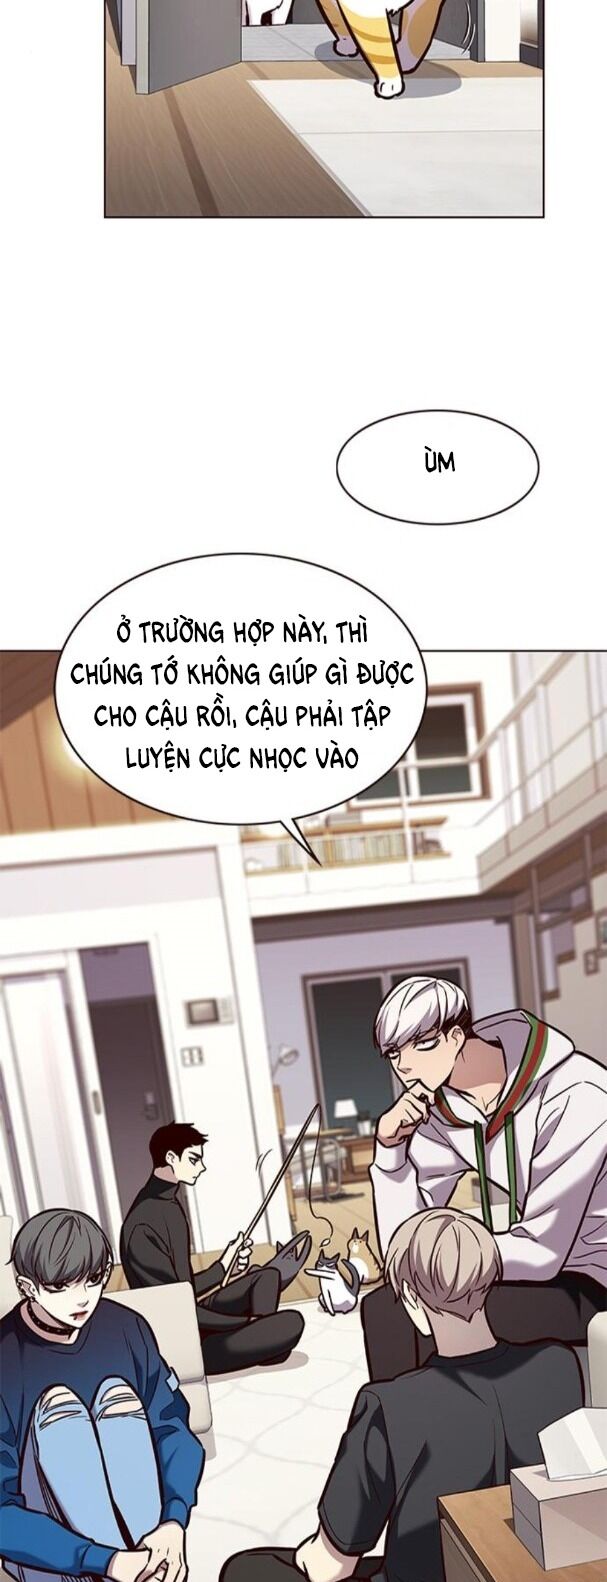 ÙM
Ở TRƯỜNG HỢP NÀY, THÌ
CHÚNG TỚ KHÔNG GIÚP GÌ ĐƯỢC
CHO CẬU RỒI, CẬU PHẢI TẬP
LUYỆN CỰC NHỌC VÀO